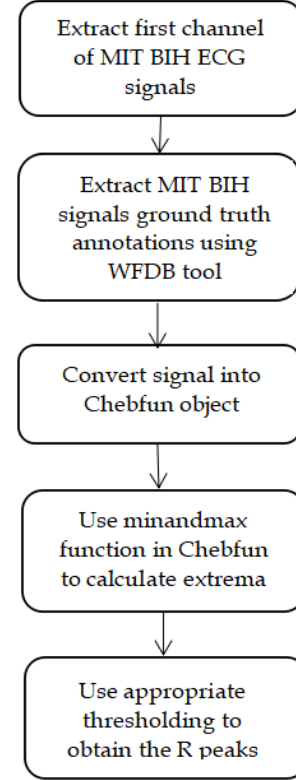 Extract first channel
of MIT BIH ECG
signals
Extract MIT BIH
signals ground truth
annotations using
WFDB tool
Convert signal into
Chebfun object
Use minandmax
function in Chebfun
to calculate extrema
Use appropriate
thresholding to
obtain the R peaks